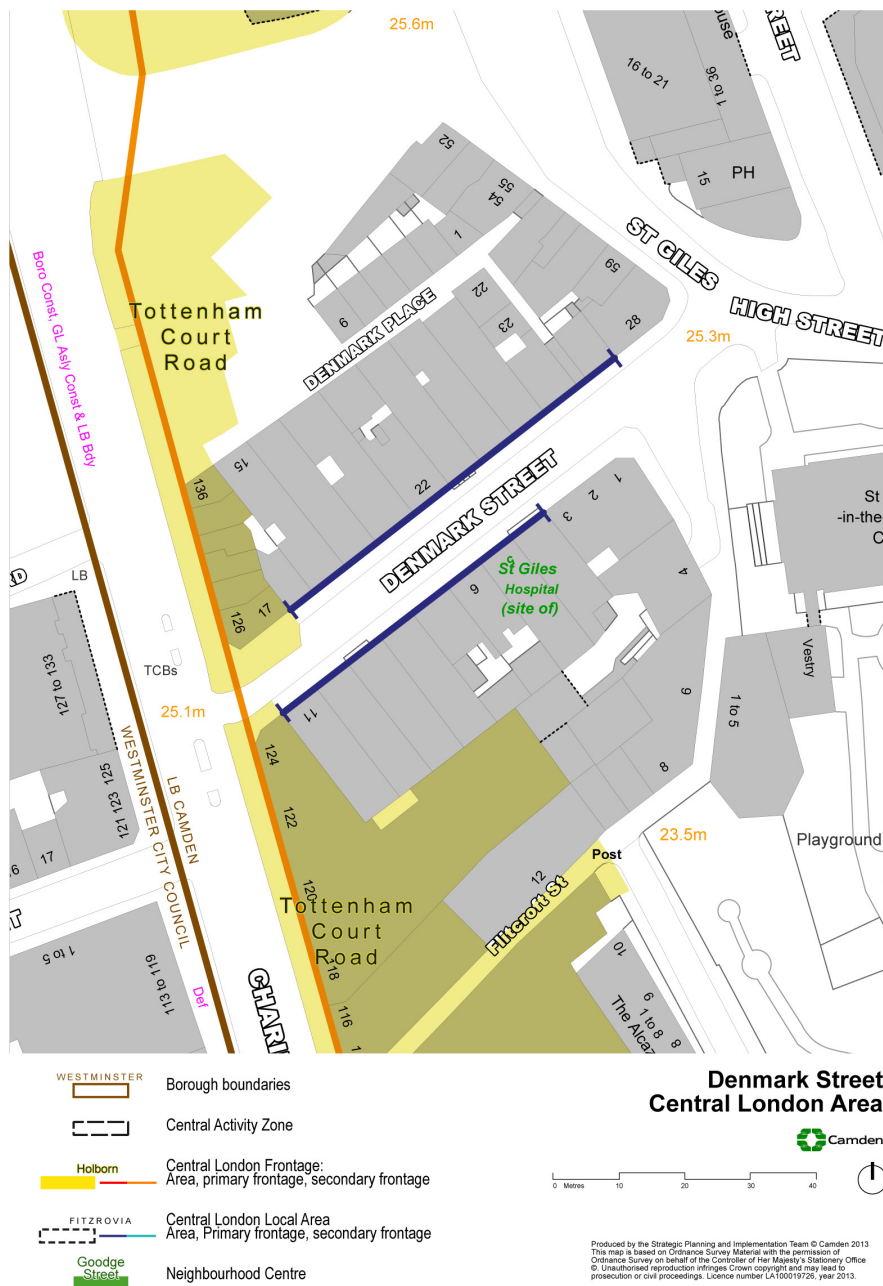 25.6m
REET
ouse
16 to 21
1 to 36
15
PH
52
55
54
1
9
DENMARK PLACE
22
23
59
28
ST GILES
HIGH STREET
25.3m
Boro Const, GL Asly Const & LB Bdy
Tottenham
Court
Road
15
136
22
DENMARK STREET
126
17
1
2
3
4
St Giles
Hospital
(site of)
6
9
St
-in-the
C
Vestry
RD
LB
TCBs
127 to 133
25.1m
11
124
122
120
118
116
1
121 123 125
17
LB CAMDEN
WESTMINSTER CITY COUNCIL
1 to 5
8
23.5m
Playground
12
Post
Flitcroft St
Tottenham
Court
Road
1 to 5
113 to 119
Def
CHARI
10
6
1 to 8
8
The Alcaz
WESTMINSTER
Borough boundaries
Central Activity Zone
Holborn
Central London Frontage:
Area, primary frontage, secondary frontage
FITZROVIA
Central London Local Area
Area, Primary frontage, secondary frontage
Goodge
Street
Neighbourhood Centre
Denmark Street
Central London Area
Camden
0 Metres 10 20 30 40
Produced by the Strategic Planning and Implementation Team © Camden 2013
This map is based on Ordnance Survey Material with the permission of
Ordnance Survey on behalf of the Controller of Her Majesty's Stationery Office
©. Unauthorised reproduction infringes Crown copyright and may lead to
prosecution or civil proceedings. Licence number LA100019726, year 2013.